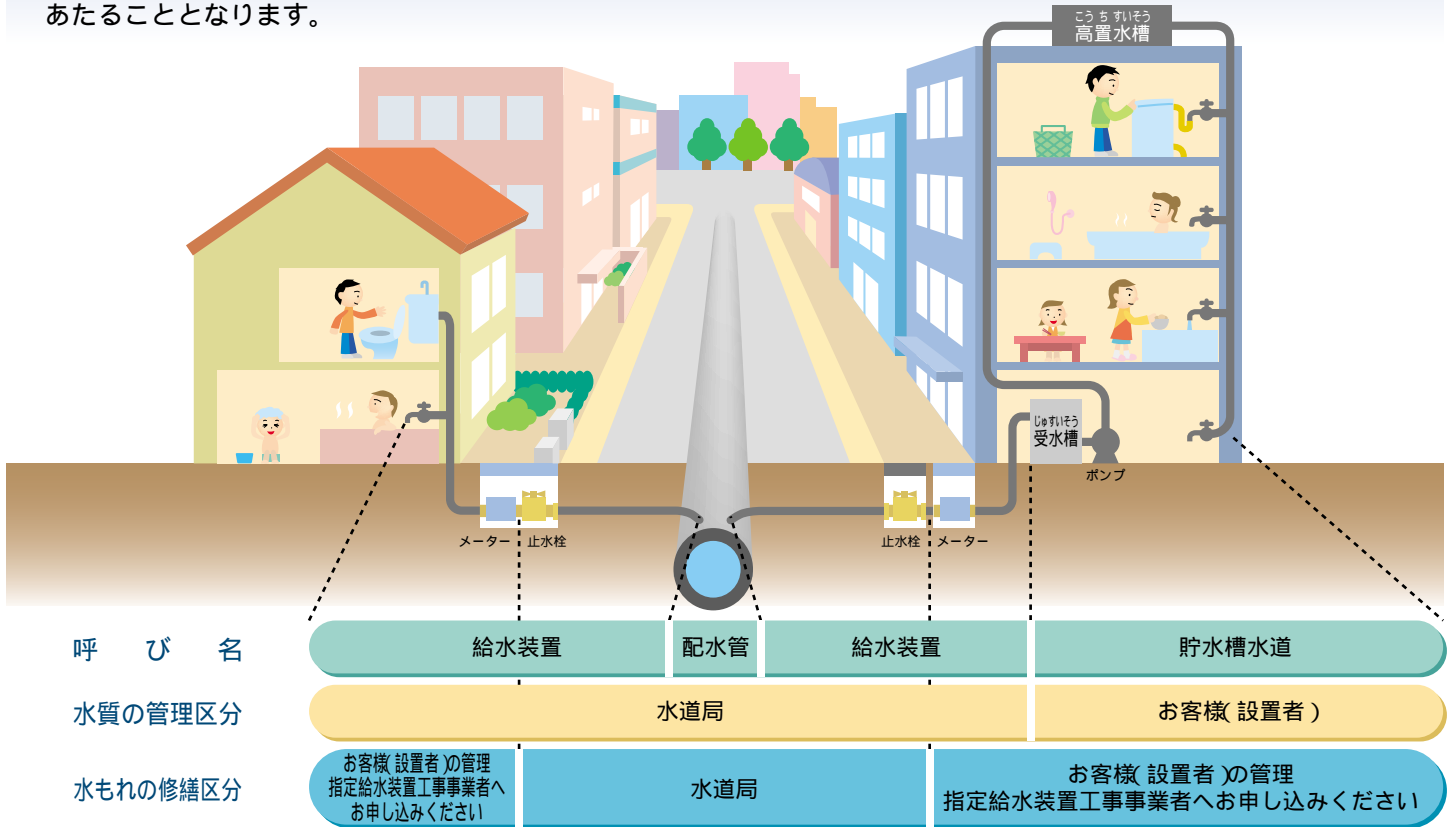 あたることとなります。
こうちすいそう
高置水槽
じゅすいそう
受水槽
ポンプ
メーター 止水栓
止水栓 メーター
呼び名
給水装置 配水管 給水装置 貯水槽水道
水質の管理区分
水道局 お客様(設置者)
水もれの修繕区分
お客様(設置者)の管理
指定給水装置工事事業者へ
お申し込みください
水道局
お客様(設置者)の管理
指定給水装置工事事業者へお申し込みください